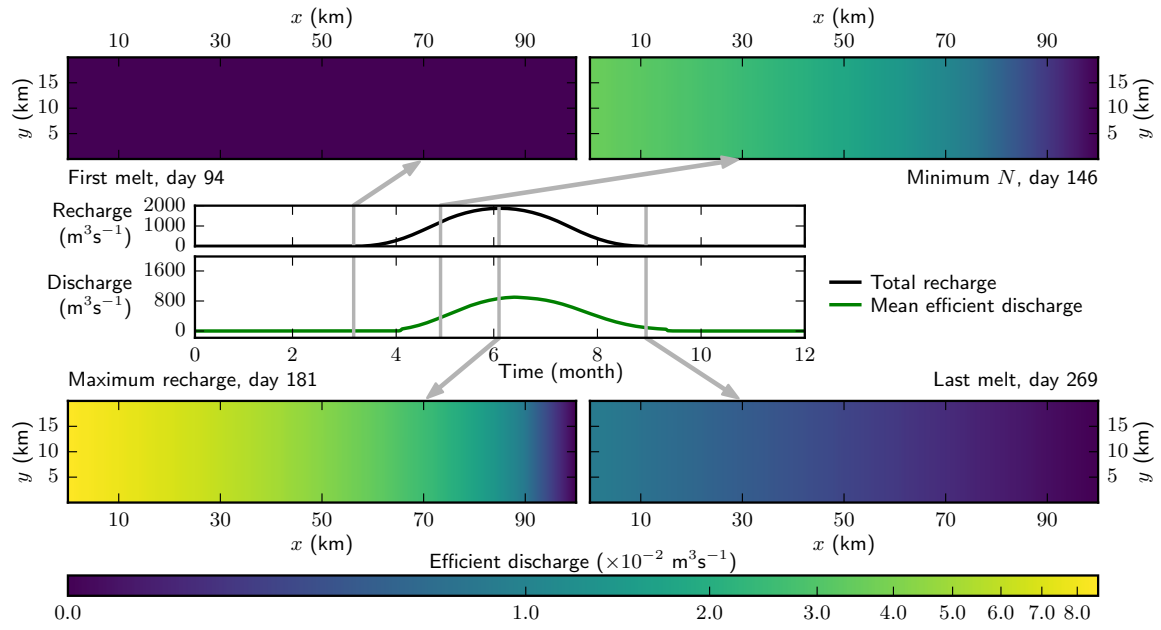 x (km) x (km)
10 30 50 70 90 10 30 50 70 90
y (km) 15 10 5 15 10 5 y (km)
First melt, day 94 Minimum N, day 146
Recharge (m³s⁻¹) 2000 1000 0
Discharge (m³s⁻¹) 1600 800 0
Total recharge
Mean efficient discharge
0 2 4 6 8 10 12
Time (month)
Maximum recharge, day 181 Last melt, day 269
y (km) 15 10 5 15 10 5 y (km)
10 30 50 70 90 10 30 50 70 90
x (km) x (km)
Efficient discharge (×10⁻² m³s⁻¹)
0.0 1.0 2.0 3.0 4.0 5.0 6.0 7.0 8.0